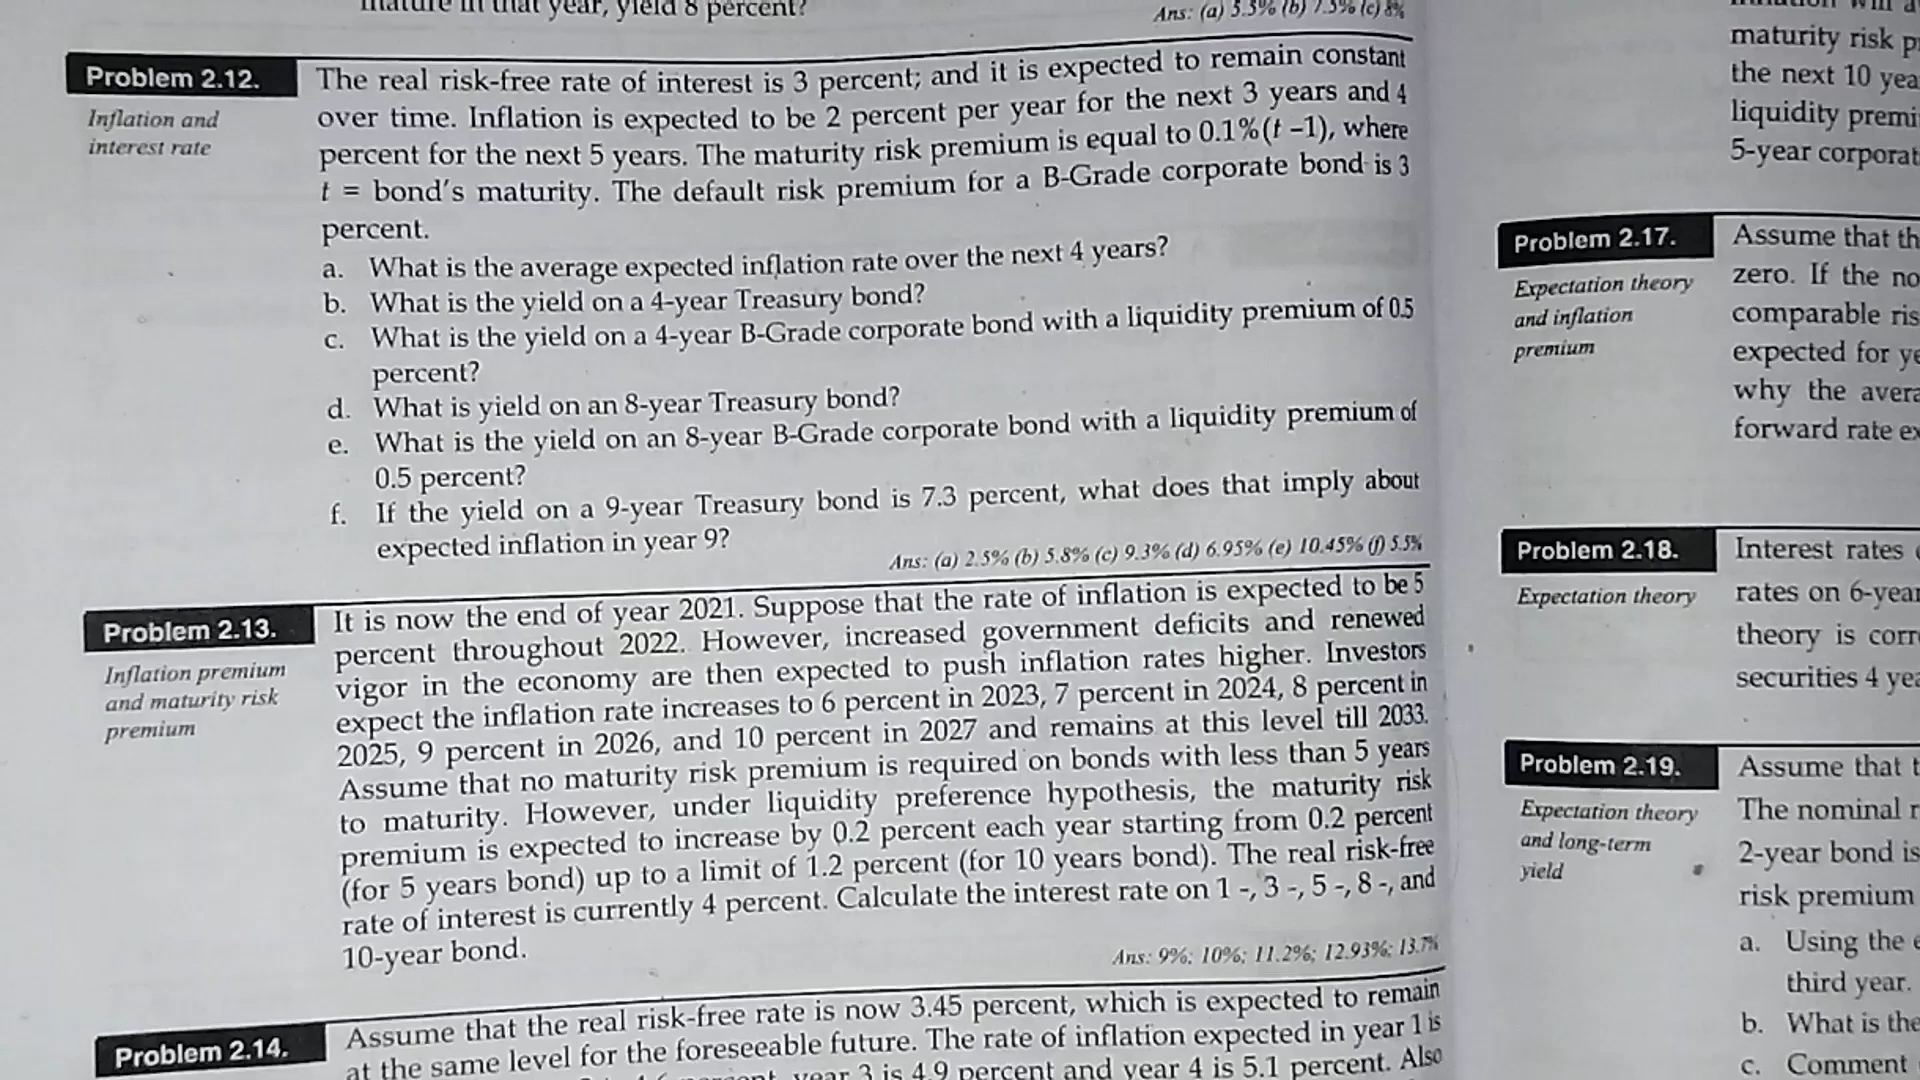 mature in that year, yield 8 percent?
Ans: (a) 5.5% (b) 7.5% (c) 8%
Problem 2.12.
Inflation and
interest rate
The real risk-free rate of interest is 3 percent; and it is expected to remain constant
over time. Inflation is expected to be 2 percent per year for the next 3 years and 4
percent for the next 5 years. The maturity risk premium is equal to 0.1%(t –1), where
t = bond's maturity. The default risk premium for a B-Grade corporate bond is 3
percent.
a. What is the average expected inflation rate over the next 4 years?
b. What is the yield on a 4-year Treasury bond?
c. What is the yield on a 4-year B-Grade corporate bond with a liquidity premium of 0.5
percent?
d. What is yield on an 8-year Treasury bond?
e. What is the yield on an 8-year B-Grade corporate bond with a liquidity premium of
0.5 percent?
f. If the yield on a 9-year Treasury bond is 7.3 percent, what does that imply about
expected inflation in year 9?
Ans: (a) 2.5% (b) 5.8% (c) 9.3% (d) 6.95% (e) 10.45% (f) 5.5%
Problem 2.13.
Inflation premium
and maturity risk
premium
It is now the end of year 2021. Suppose that the rate of inflation is expected to be 5
percent throughout 2022. However, increased government deficits and renewed
vigor in the economy are then expected to push inflation rates higher. Investors
expect the inflation rate increases to 6 percent in 2023, 7 percent in 2024, 8 percent in
2025, 9 percent in 2026, and 10 percent in 2027 and remains at this level till 2033.
Assume that no maturity risk premium is required on bonds with less than 5 years
to maturity. However, under liquidity preference hypothesis, the maturity risk
premium is expected to increase by 0.2 percent each year starting from 0.2 percent
(for 5 years bond) up to a limit of 1.2 percent (for 10 years bond). The real risk-free
rate of interest is currently 4 percent. Calculate the interest rate on 1 -, 3 -, 5 -, 8 -, and
10-year bond.
Ans: 9%; 10%; 11.2%; 12.93%; 13.7%
Problem 2.14.
Assume that the real risk-free rate is now 3.45 percent, which is expected to remain
at the same level for the foreseeable future. The rate of inflation expected in year 1 is
year 3 is 4.9 percent and year 4 is 5.1 percent. Also
maturity risk
the next 10
liquidity
5-year
Problem 2.17.
Expectation theory
and inflation
premium
Assume that
zero. If the
comparable
expected for
why the
forward rate
Problem 2.18.
Expectation theory
Interest rates
rates on
theory is
securities 4
Problem 2.19.
Expectation theory
and long-term
yield
Assume that
The nominal
2-year bond is
risk premium
a. Using the
third year.
b. What is the
c. Comment